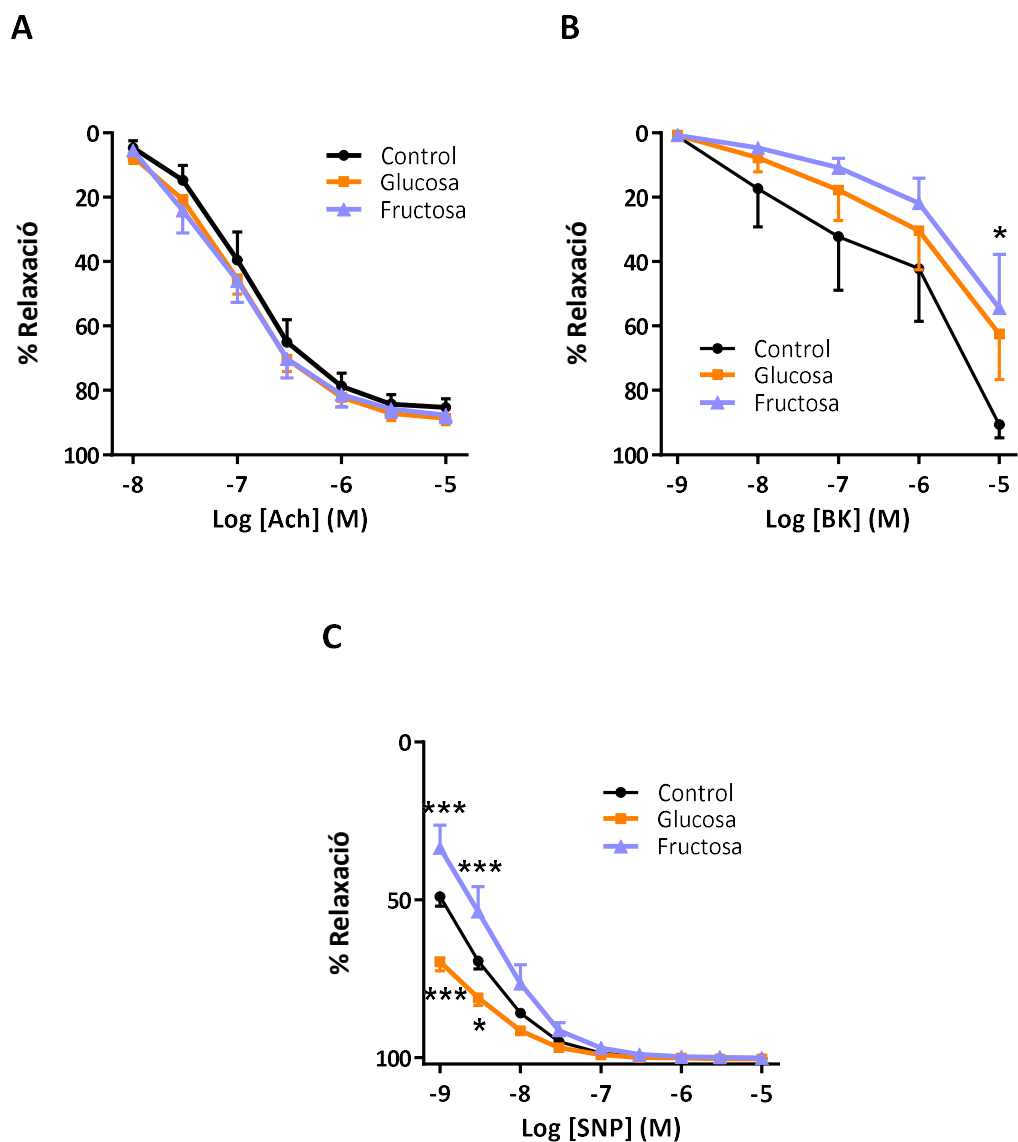 A
B
0
20
40
60
80
100
% Relaxació
Control
Glucosa
Fructosa
-8
-7
-6
-5
Log [Ach] (M)
0
20
40
60
80
100
% Relaxació
*
Control
Glucosa
Fructosa
-9
-8
-7
-6
-5
Log [BK] (M)
C
0
50
100
% Relaxació
***
***
***
*
Control
Glucosa
Fructosa
-9
-8
-7
-6
-5
Log [SNP] (M)